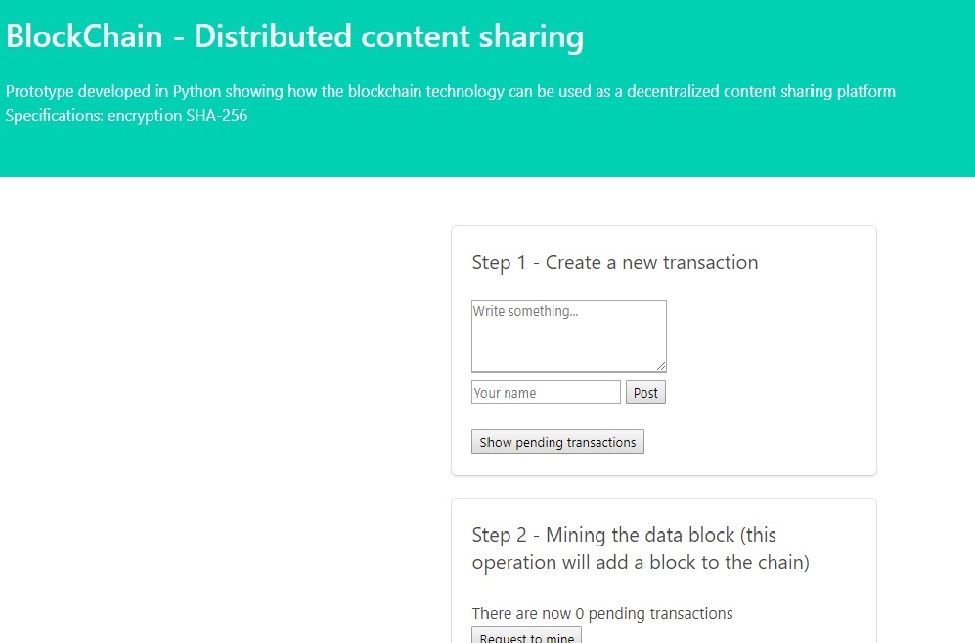 BlockChain - Distributed content sharing
Prototype developed in Python showing how the blockchain technology can be used as a decentralized content sharing platform
Specifications: encryption SHA-256
Step 1 - Create a new transaction
Write something...
Your name
Post
Show pending transactions
Step 2 - Mining the data block (this
operation will add a block to the chain)
There are now 0 pending transactions
Request to mine